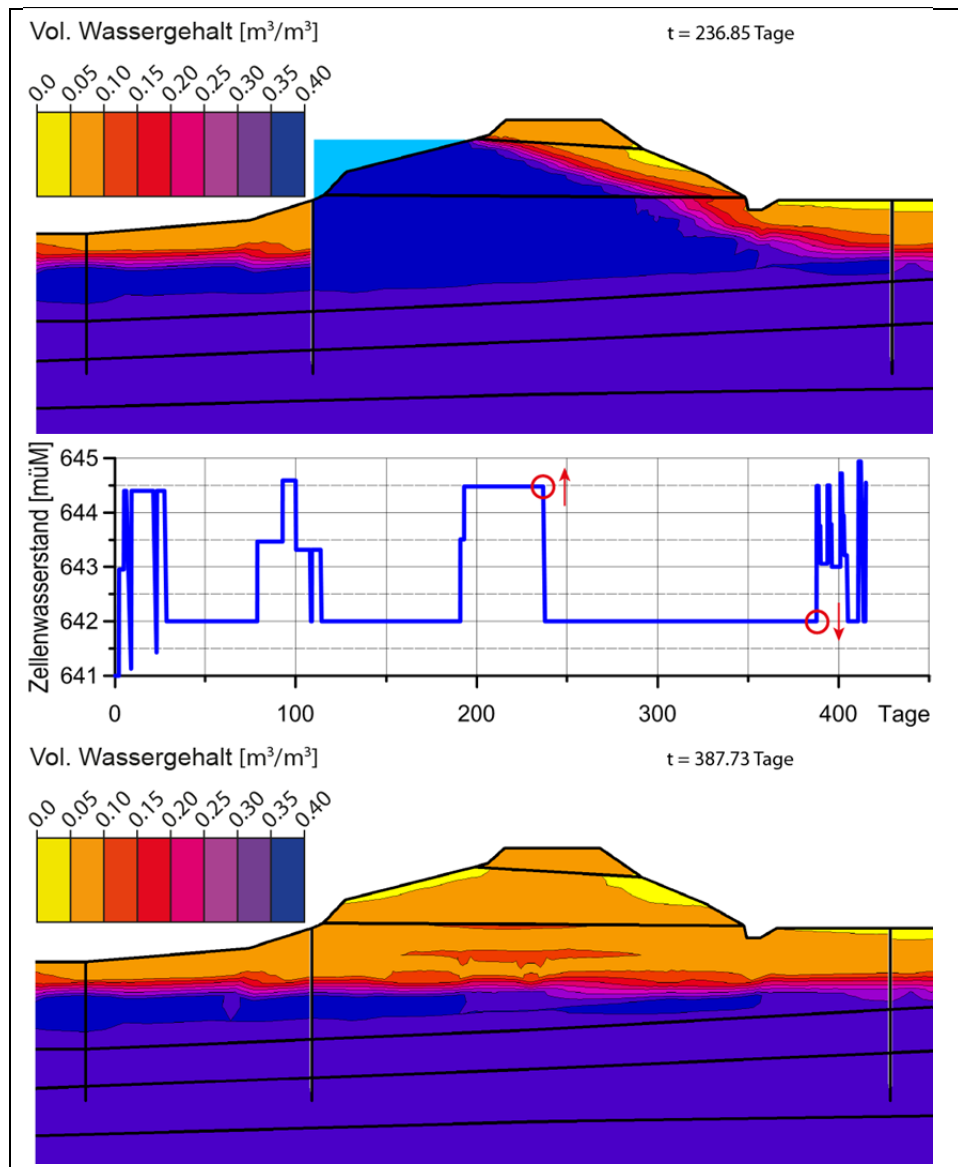 Vol. Wassergehalt [m³/m³]
t = 236.85 Tage
0.0 0.05 0.10 0.15 0.20 0.25 0.30 0.35 0.40
Zellenwasserstand [müM]
645
644
643
642
641
0 100 200 300 400 Tage
Vol. Wassergehalt [m³/m³]
t = 387.73 Tage
0.0 0.05 0.10 0.15 0.20 0.25 0.30 0.35 0.40